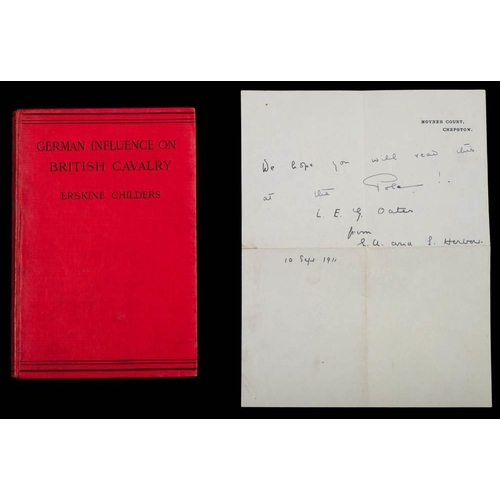 GERMAN INFLUENCE ON
BRITISH CAVALRY
ERSKINE CHILDERS
MOYNES COURT,
CHEPSTOW.
We hope you will read this
at the Pole !!
L. E. G. Oates
from
and
10 Sept 1911